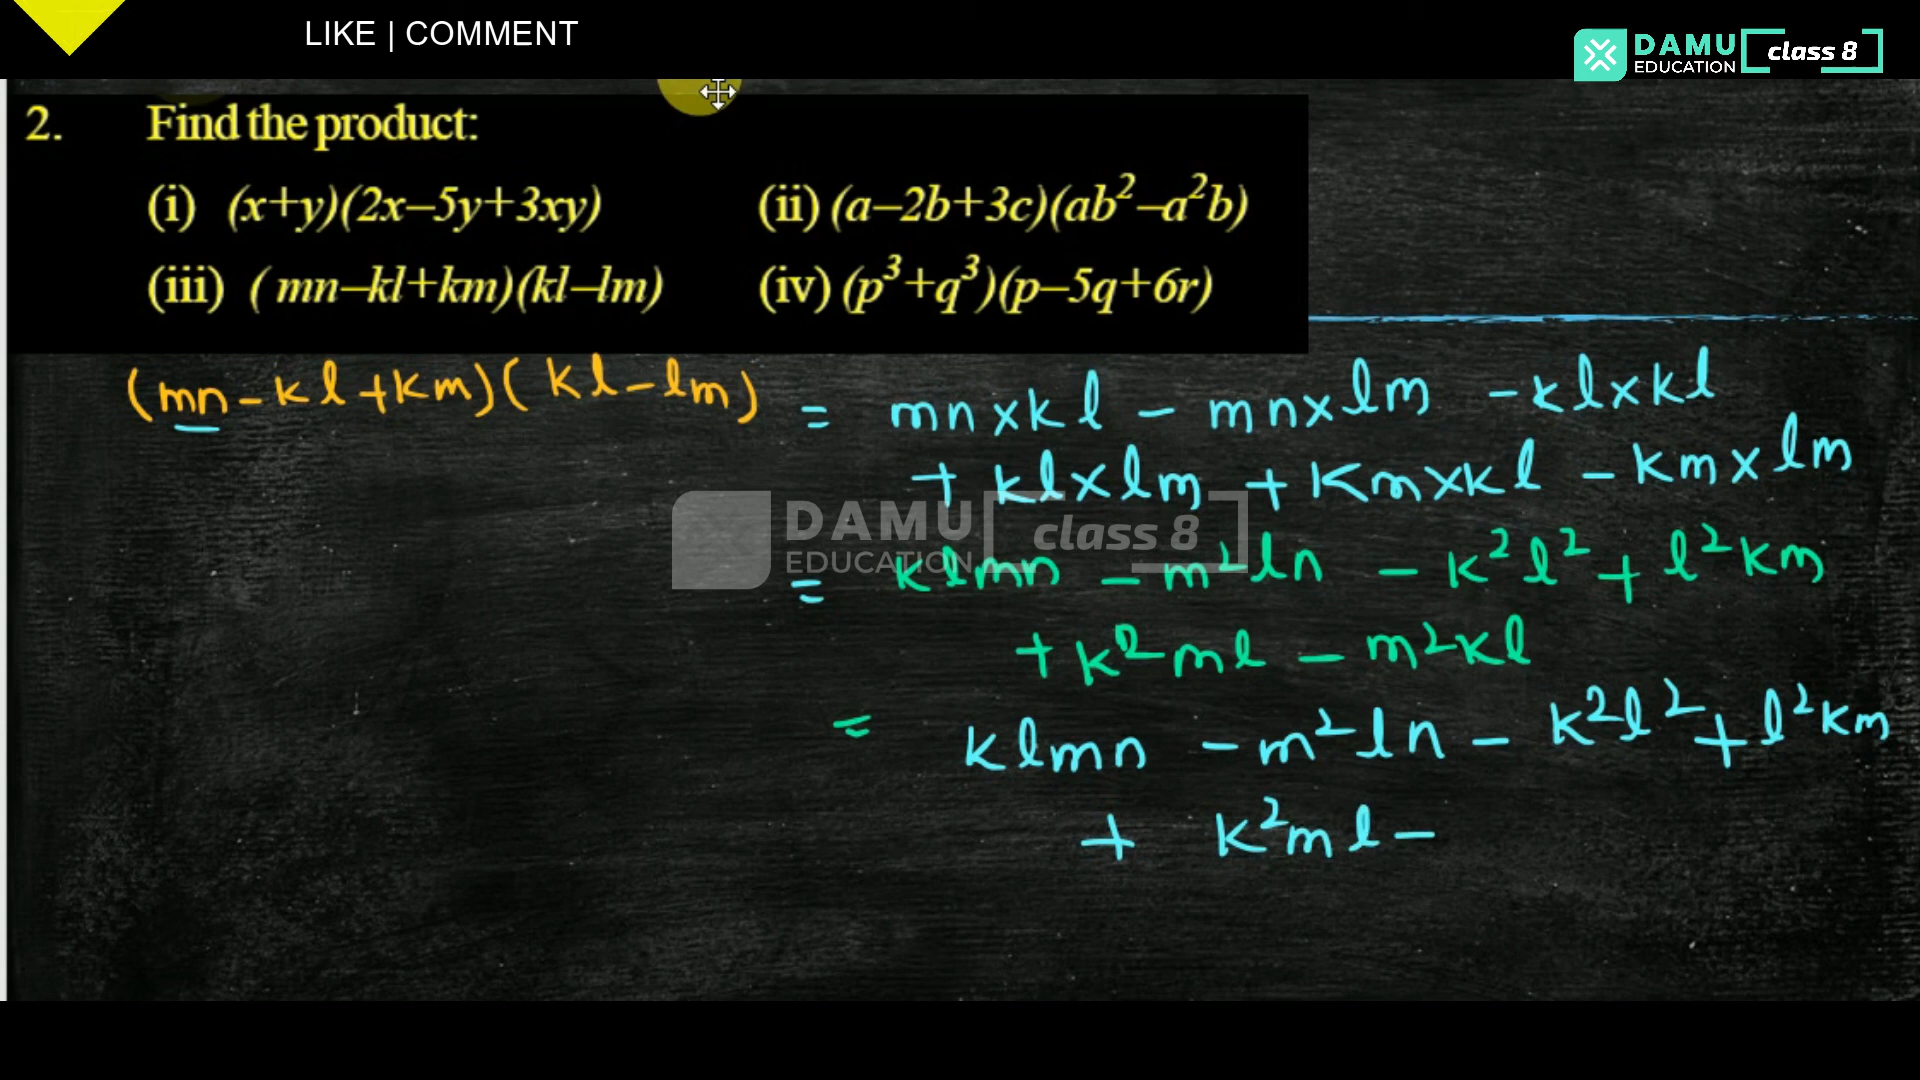 LIKE | COMMENT
DAMU
EDUCATION
class 8
2. Find the product:
(i) (x+y)(2x–5y+3xy) (ii) (a–2b+3c)(ab²–a²b)
(iii) ( mn–kl+km)(kl–lm) (iv) (p³+q³)(p–5q+6r)
(mn-kl+km)(kl-lm) = mn×kl - mn×lm -kl×kl
+ kl×lm + km×kl - km×lm
DAMU
EDUCATION
class 8
= klmn - m²ln - k²l² + l²km
+ k²ml - m²kl
= klmn - m²ln - k²l² + l²km
+ k²ml -